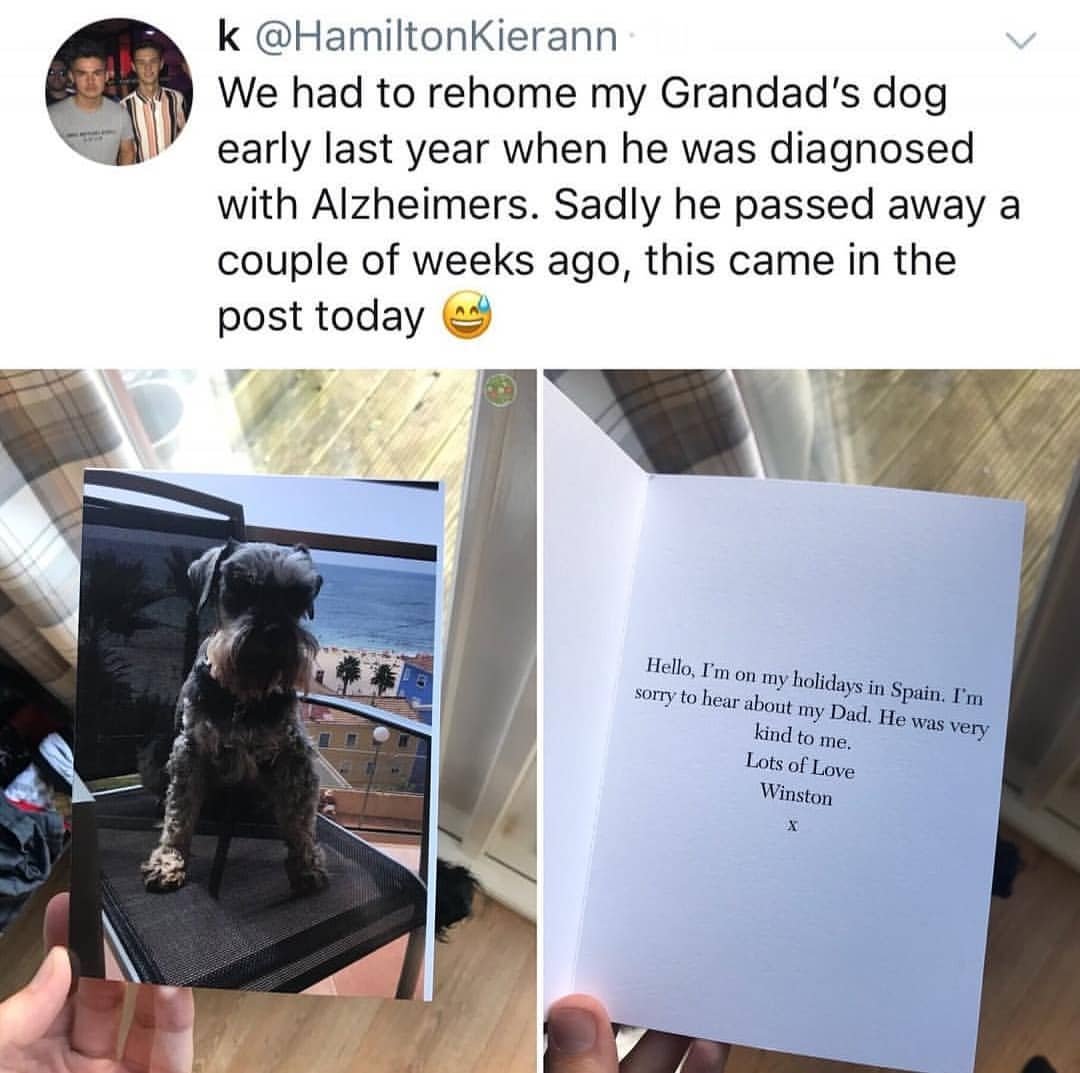 k @HamiltonKierann ·
We had to rehome my Grandad's dog
early last year when he was diagnosed
with Alzheimers. Sadly he passed away a
couple of weeks ago, this came in the
post today 😅
Hello, I'm on my holidays in Spain. I'm
sorry to hear about my Dad. He was very
kind to me.
Lots of Love
Winston
x